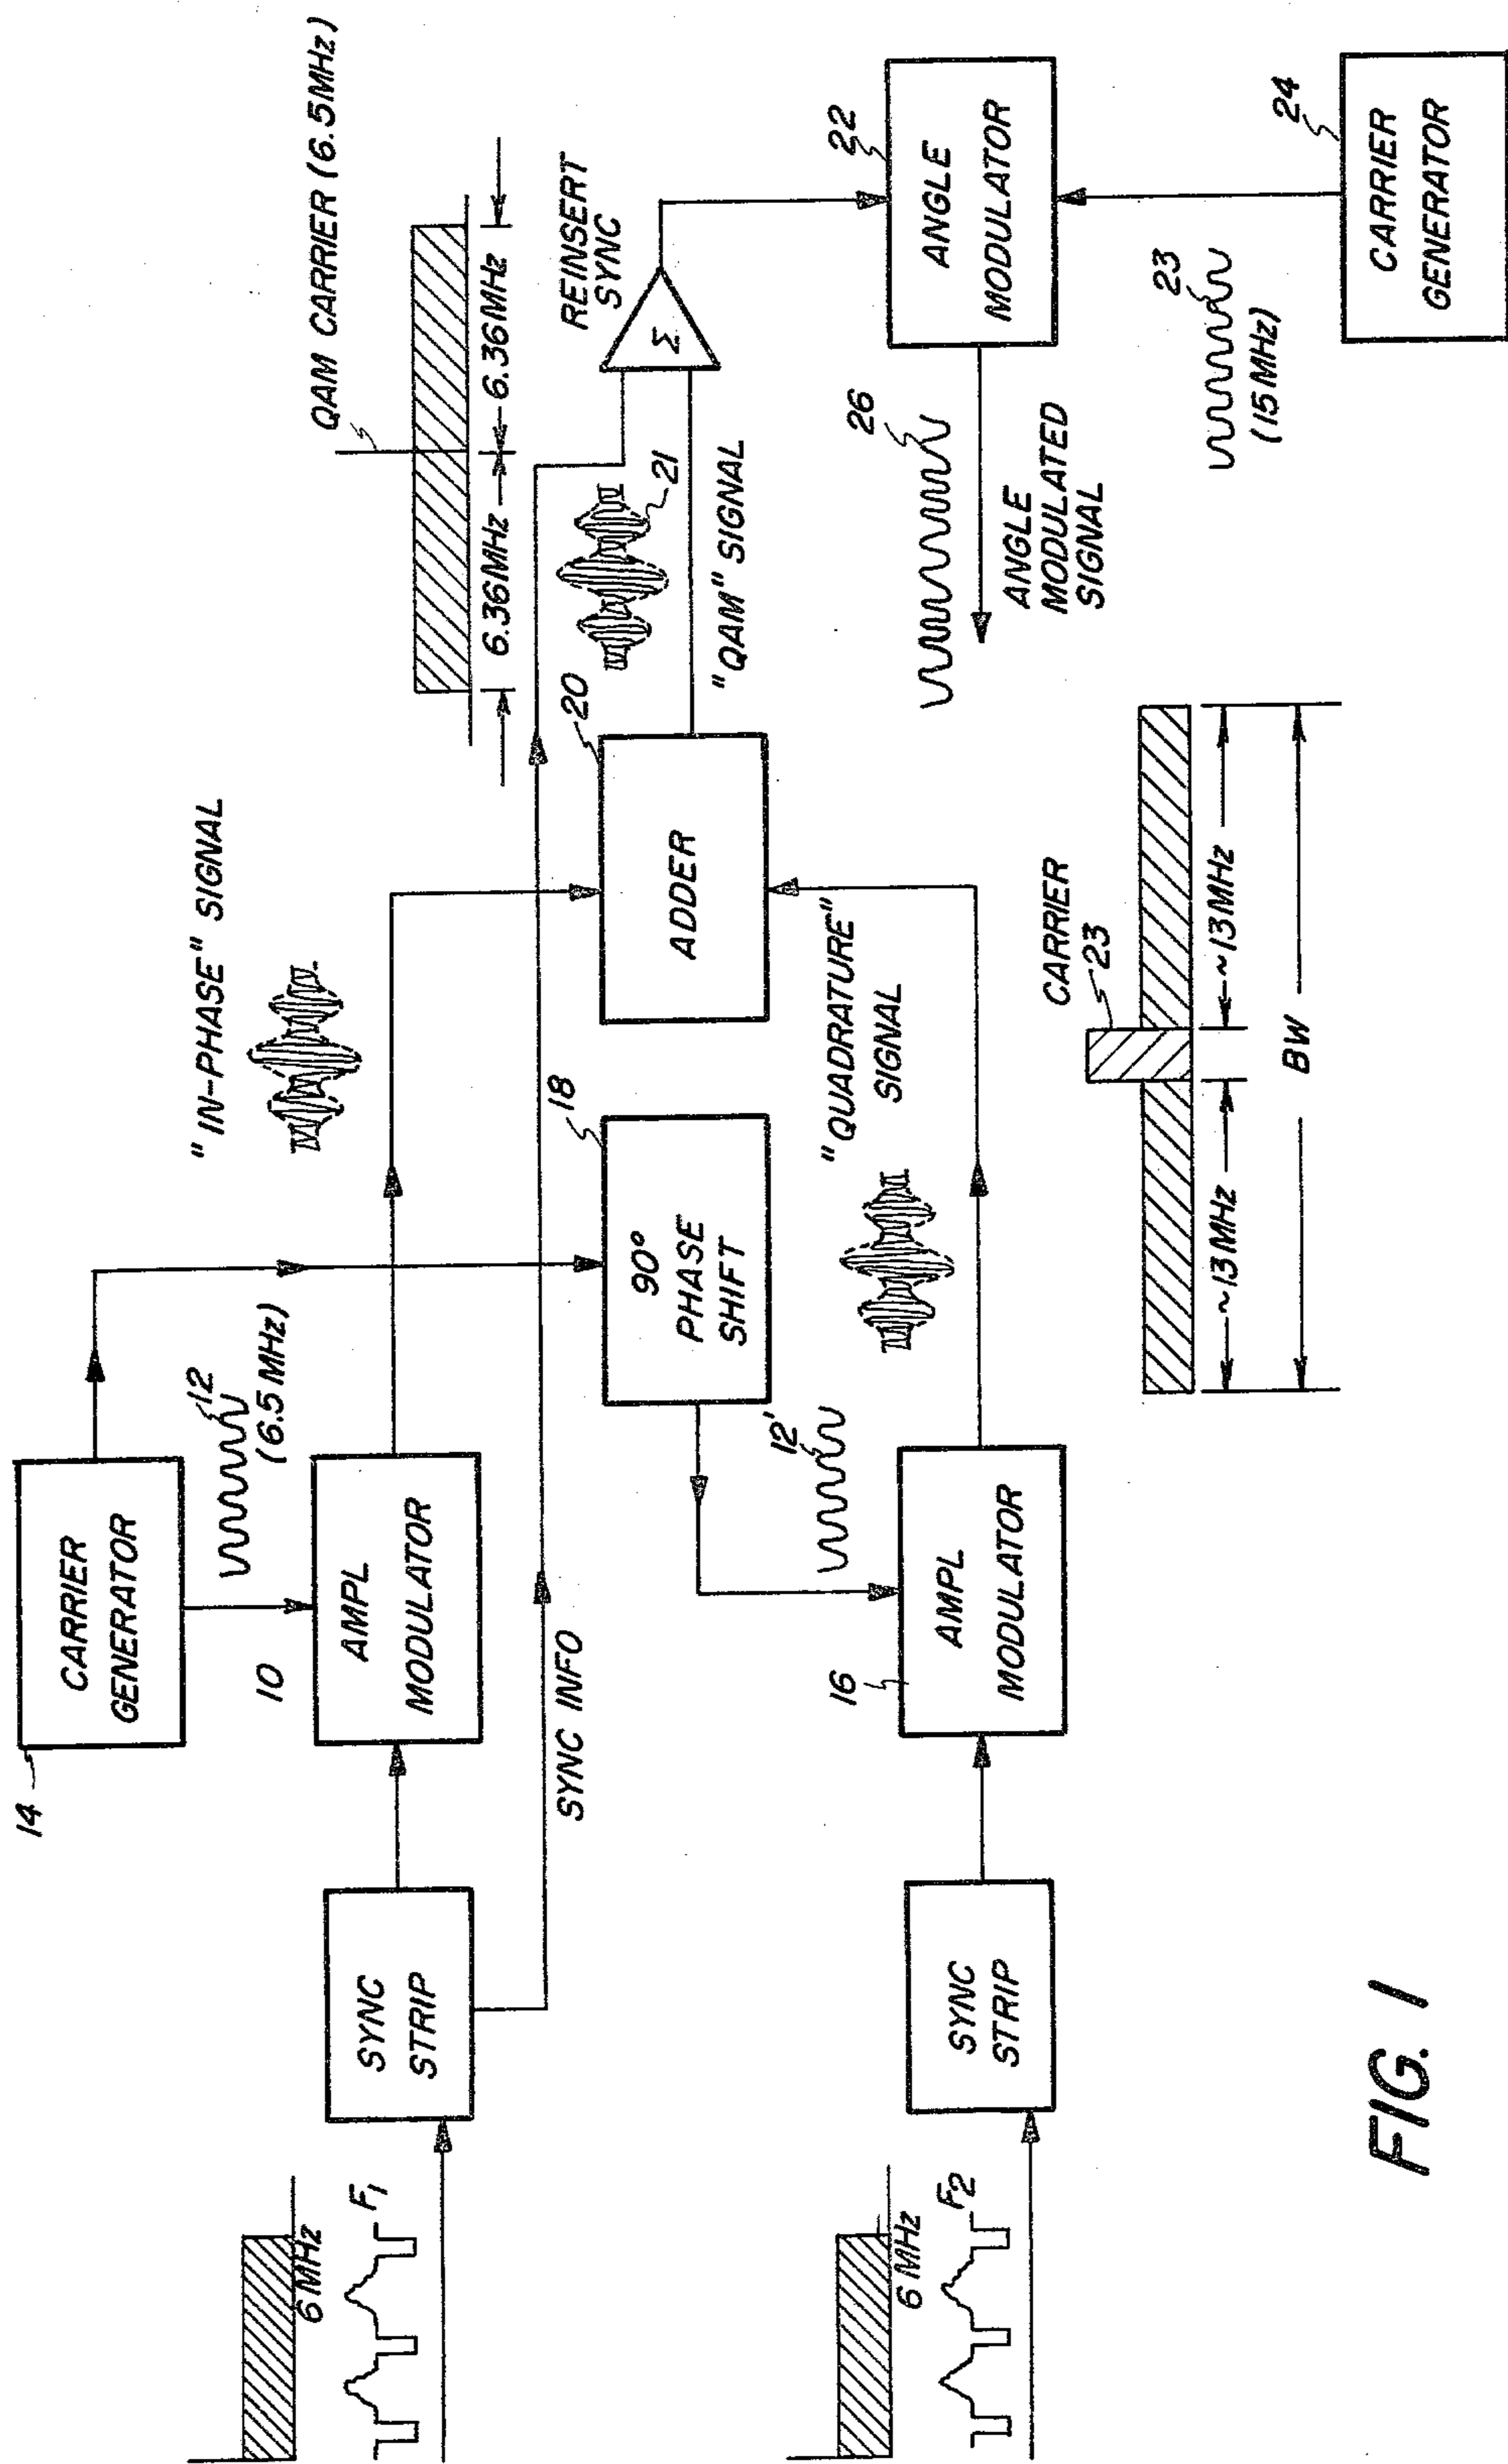 14
CARRIER
GENERATOR
12
(6.5 MHz)
"IN-PHASE" SIGNAL
QAM CARRIER (6.5MHz)
6 MHz
F1
SYNC
STRIP
10
AMPL
MODULATOR
6.36MHz
6.36MHz
SYNC INFO
18
90°
PHASE
SHIFT
20
ADDER
21
"QAM" SIGNAL
REINSERT
SYNC
Σ
12'
"QUADRATURE"
SIGNAL
22
ANGLE
MODULATOR
26
ANGLE
MODULATED
SIGNAL
6 MHz
F2
SYNC
STRIP
16
AMPL
MODULATOR
CARRIER
23
~13MHz
~13MHz
BW
23
(15 MHz)
24
CARRIER
GENERATOR
FIG. 1